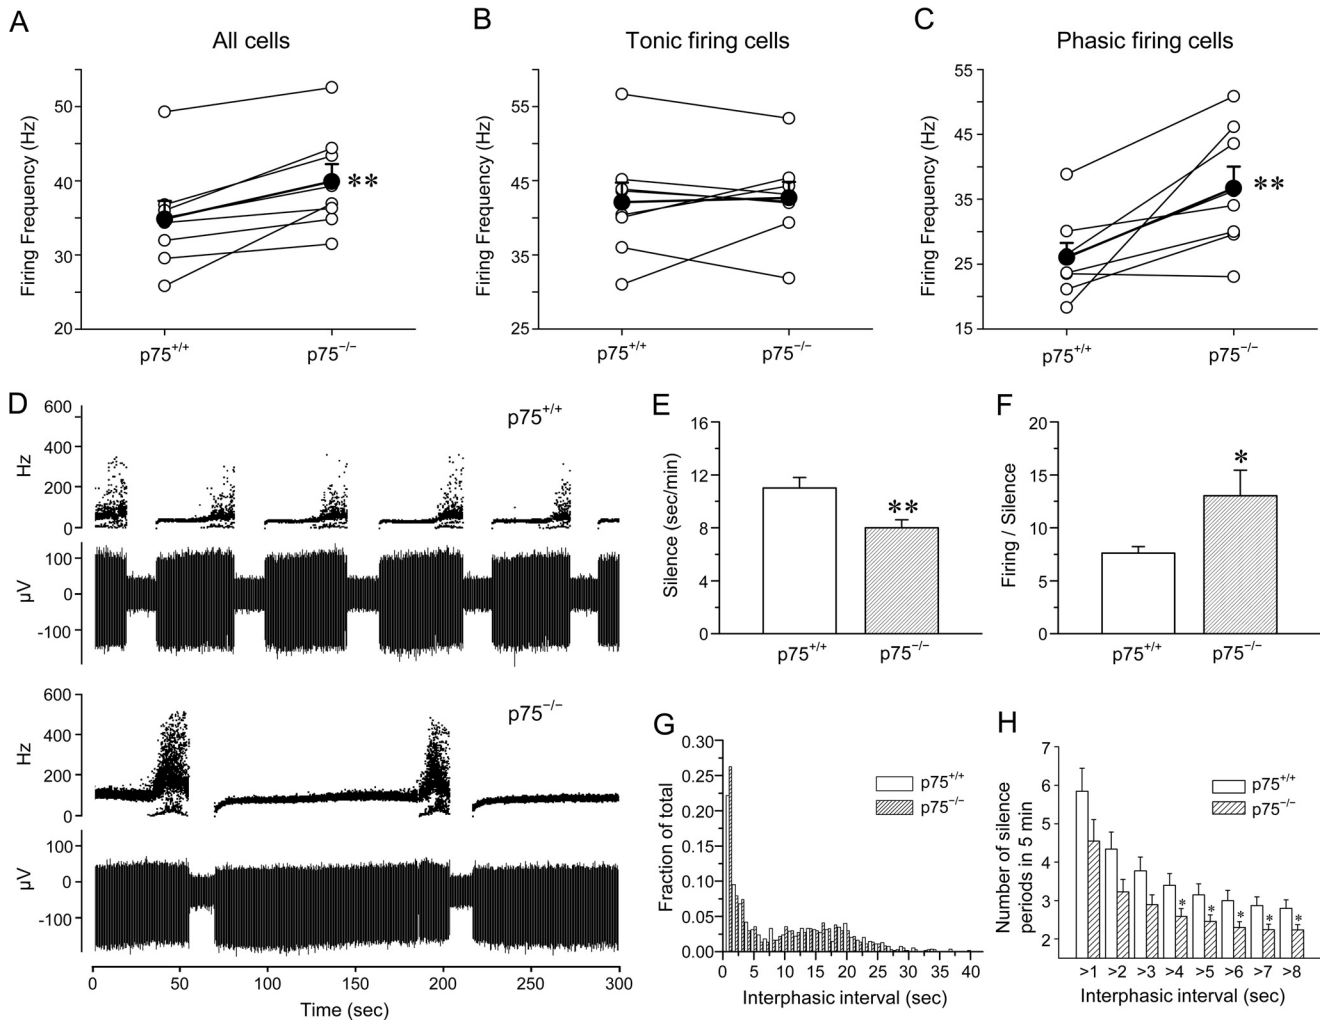 A
All cells
Firing Frequency (Hz)
50
40
30
20
p75+/+
p75−/−
**
B
Tonic firing cells
Firing Frequency (Hz)
55
45
35
25
p75+/+
p75−/−
C
Phasic firing cells
Firing Frequency (Hz)
55
45
35
25
15
p75+/+
p75−/−
**
D
Hz
600
400
200
0
p75+/+
µV
100
0
-100
Hz
600
400
200
0
p75−/−
µV
100
0
-100
0 50 100 150 200 250 300
Time (sec)
E
Silence (sec/min)
16
12
8
4
0
**
p75+/+
p75−/−
F
Firing / Silence
20
15
10
5
0
*
p75+/+
p75−/−
G
Fraction of total
0.30
0.25
0.20
0.15
0.10
0.05
0.00
p75+/+
p75−/−
0 5 10 15 20 25 30 35 40
Interphasic interval (sec)
H
Number of silence
periods in 5 min
7
6
5
4
3
2
p75+/+
p75−/−
* * * * *
>1 >2 >3 >4 >5 >6 >7 >8
Interphasic interval (sec)